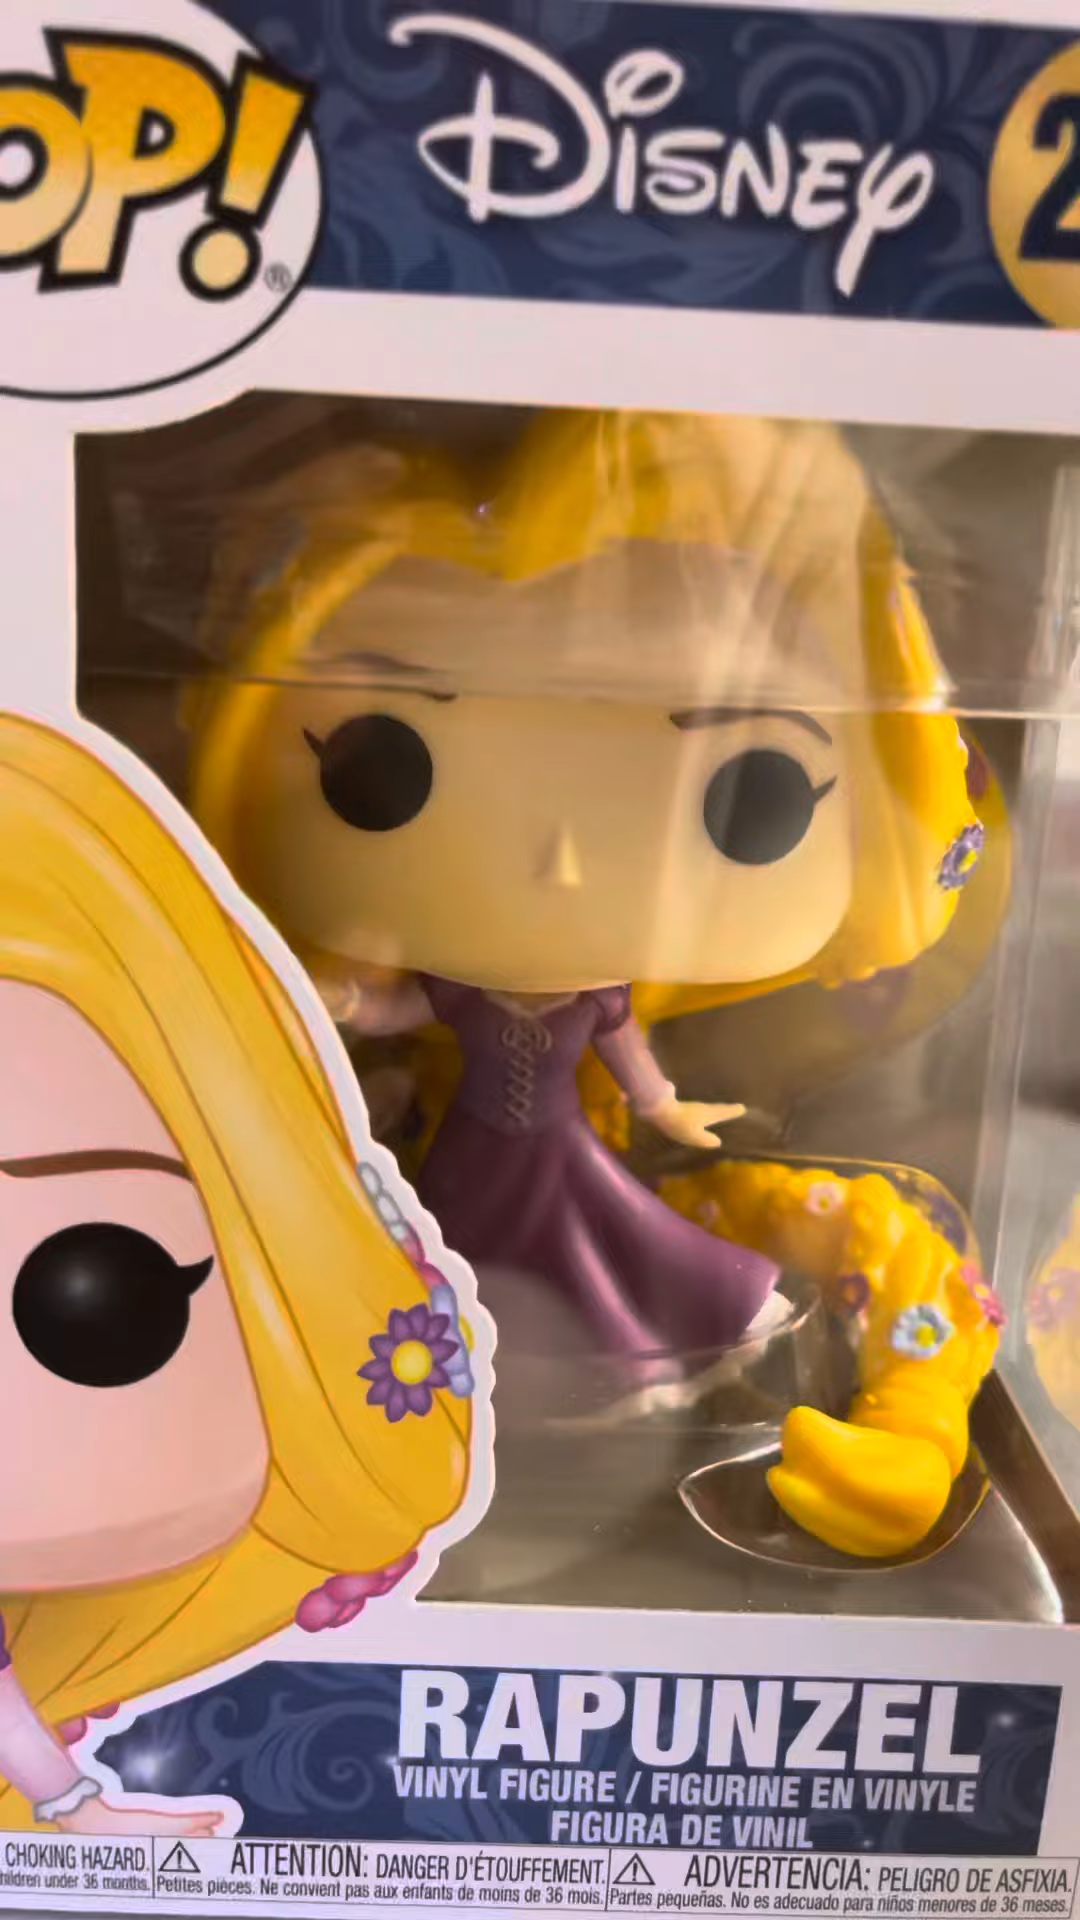 OP! ®
DISNEY
2
RAPUNZEL
VINYL FIGURE / FIGURINE EN VINYLE
FIGURA DE VINIL
CHOKING HAZARD.
children under 36 months.
⚠ ATTENTION: DANGER D'ÉTOUFFEMENT.
Petites pièces. Ne convient pas aux enfants de moins de 36 mois.
⚠ ADVERTENCIA: PELIGRO DE ASFIXIA.
Partes pequeñas. No es adecuado para niños menores de 36 meses.